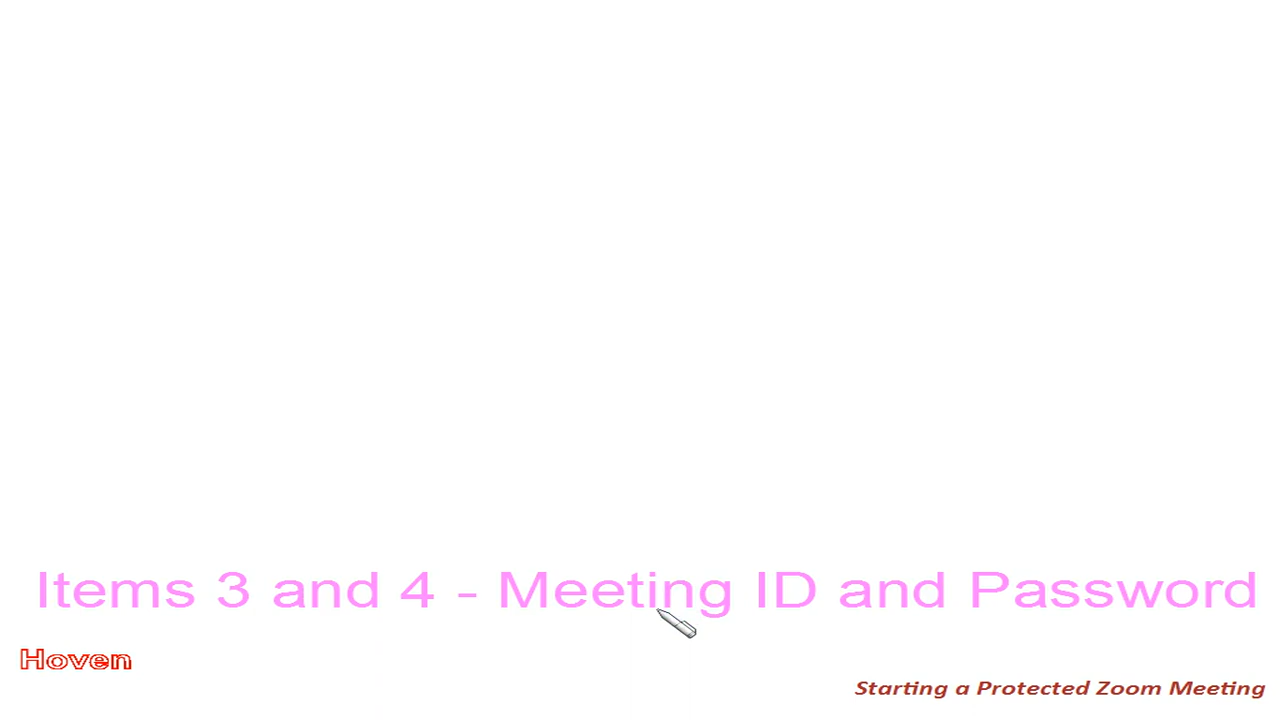 Items 3 and 4 - Meeting ID and Password
Hoven
Starting a Protected Zoom Meeting